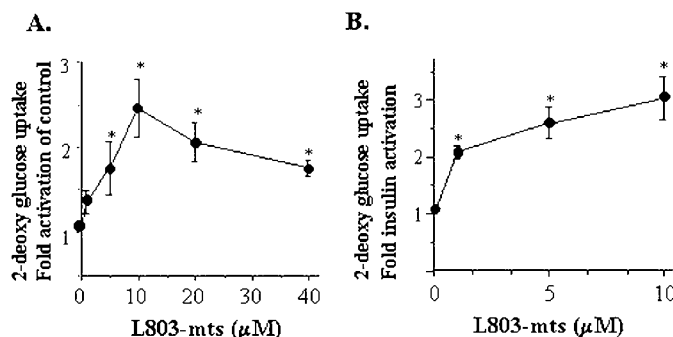 A.
2-deoxy glucose uptake
Fold activation of control
3
2
1
*
*
*
*
0 10 20 30 40
L803-mts (µM)
B.
2-deoxy glucose uptake
Fold insulin activation
3
2
1
*
*
*
0 5 10
L803-mts (µM)